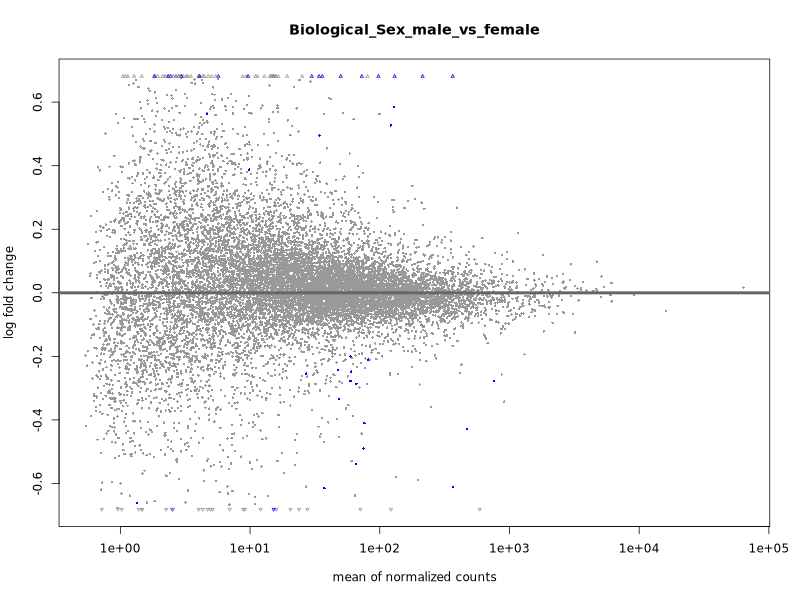 Biological_Sex_male_vs_female
log fold change
0.6
0.4
0.2
0.0
-0.2
-0.4
-0.6
1e+00 1e+01 1e+02 1e+03 1e+04 1e+05
mean of normalized counts